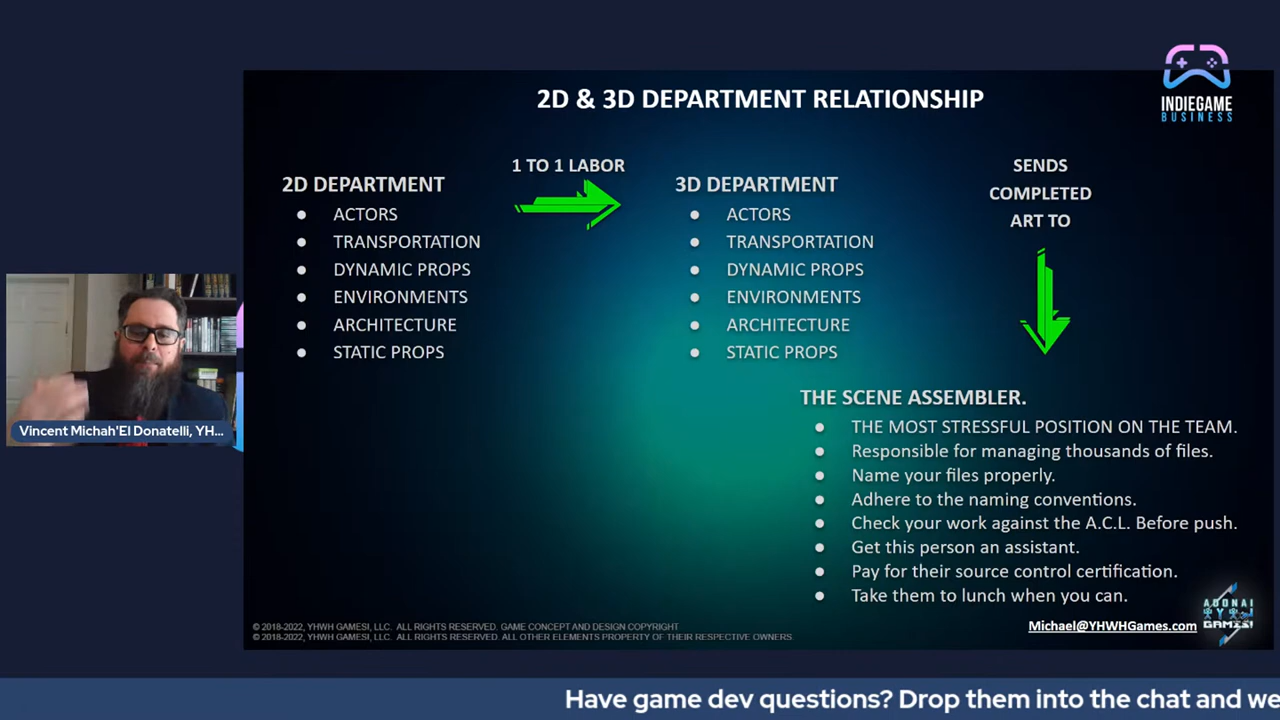 INDIEGAME
BUSINESS
2D & 3D DEPARTMENT RELATIONSHIP
2D DEPARTMENT
● ACTORS
● TRANSPORTATION
● DYNAMIC PROPS
● ENVIRONMENTS
● ARCHITECTURE
● STATIC PROPS
1 TO 1 LABOR
3D DEPARTMENT
● ACTORS
● TRANSPORTATION
● DYNAMIC PROPS
● ENVIRONMENTS
● ARCHITECTURE
● STATIC PROPS
SENDS
COMPLETED
ART TO
THE SCENE ASSEMBLER.
● THE MOST STRESSFUL POSITION ON THE TEAM.
● Responsible for managing thousands of files.
● Name your files properly.
● Adhere to the naming conventions.
● Check your work against the A.C.L. Before push.
● Get this person an assistant.
● Pay for their source control certification.
● Take them to lunch when you can.
Vincent Michah'El Donatelli, YH...
© 2018-2022, YHWH GAMESI, LLC. ALL RIGHTS RESERVED. GAME CONCEPT AND DESIGN COPYRIGHT
© 2018-2022, YHWH GAMESI, LLC. ALL RIGHTS RESERVED. ALL OTHER ELEMENTS PROPERTY OF THEIR RESPECTIVE OWNERS.
Michael@YHWHGames.com
ADONAI
GAMES!
Have game dev questions? Drop them into the chat and we